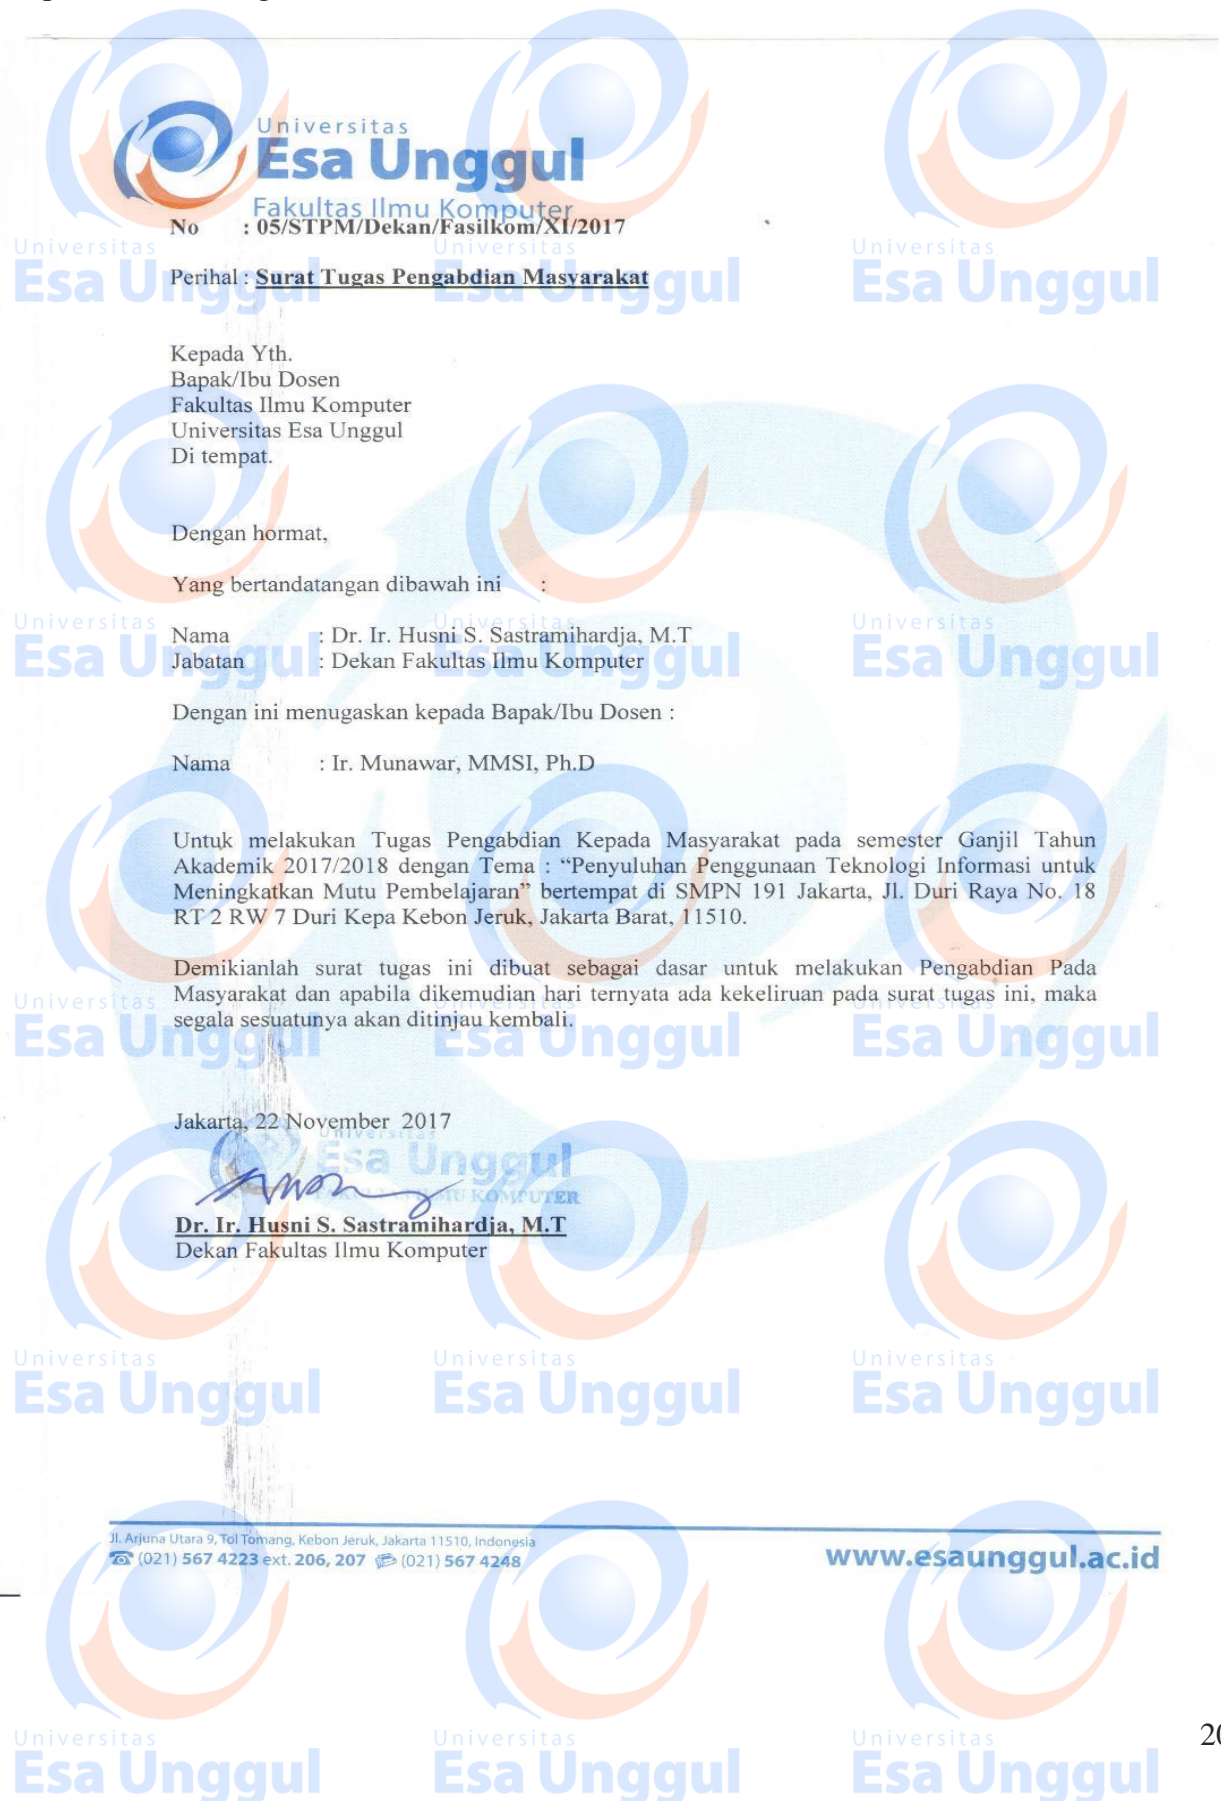 Universitas
Esa Unggul
Fakultas Ilmu Komputer
No : 05/STPM/Dekan/Fasilkom/XI/2017
Perihal : Surat Tugas Pengabdian Masyarakat
Kepada Yth.
Bapak/Ibu Dosen
Fakultas Ilmu Komputer
Universitas Esa Unggul
Di tempat.
Dengan hormat,
Yang bertandatangan dibawah ini :
Nama : Dr. Ir. Husni S. Sastramihardja, M.T
Jabatan : Dekan Fakultas Ilmu Komputer
Dengan ini menugaskan kepada Bapak/Ibu Dosen :
Nama : Ir. Munawar, MMSI, Ph.D
Untuk melakukan Tugas Pengabdian Kepada Masyarakat pada semester Ganjil Tahun
Akademik 2017/2018 dengan Tema : “Penyuluhan Penggunaan Teknologi Informasi untuk
Meningkatkan Mutu Pembelajaran” bertempat di SMPN 191 Jakarta, Jl. Duri Raya No. 18
RT 2 RW 7 Duri Kepa Kebon Jeruk, Jakarta Barat, 11510.
Demikianlah surat tugas ini dibuat sebagai dasar untuk melakukan Pengabdian Pada
Masyarakat dan apabila dikemudian hari ternyata ada kekeliruan pada surat tugas ini, maka
segala sesuatunya akan ditinjau kembali.
Jakarta, 22 November 2017
Universitas
Esa Unggul
FAKULTAS ILMU KOMPUTER
Dr. Ir. Husni S. Sastramihardja, M.T
Dekan Fakultas Ilmu Komputer
Jl. Arjuna Utara 9, Tol Tomang, Kebon Jeruk, Jakarta 11510, Indonesia
(021) 567 4223 ext. 206, 207 (021) 567 4248
www.esaunggul.ac.id
20